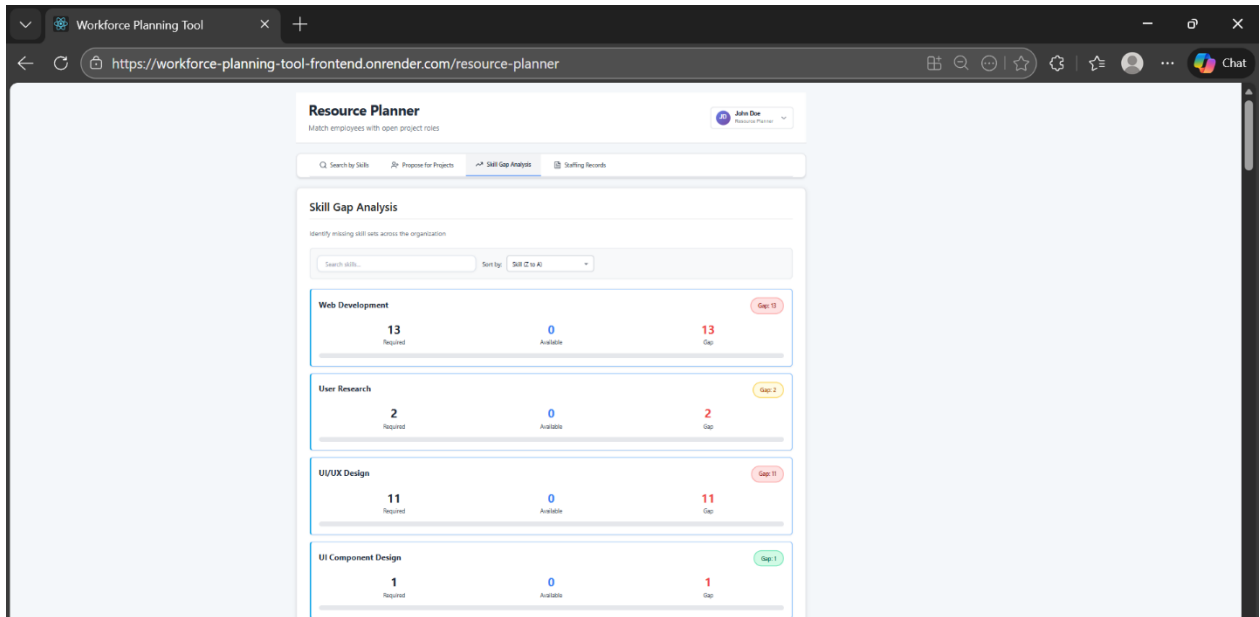 Workforce Planning Tool
https://workforce-planning-tool-frontend.onrender.com/resource-planner
Chat
Resource Planner
Match employees with open project roles
JD
John Doe
Resource Planner
Search by Skills
Propose for Projects
Skill Gap Analysis
Staffing Records
Skill Gap Analysis
Identify missing skill sets across the organization
Search skills...
Sort by:
Skill (Z to A)
Web Development
Gap: 13
13
0
13
Required
Available
Gap
User Research
Gap: 2
2
0
2
Required
Available
Gap
UI/UX Design
Gap: 11
11
0
11
Required
Available
Gap
UI Component Design
Gap: 1
1
0
1
Required
Available
Gap